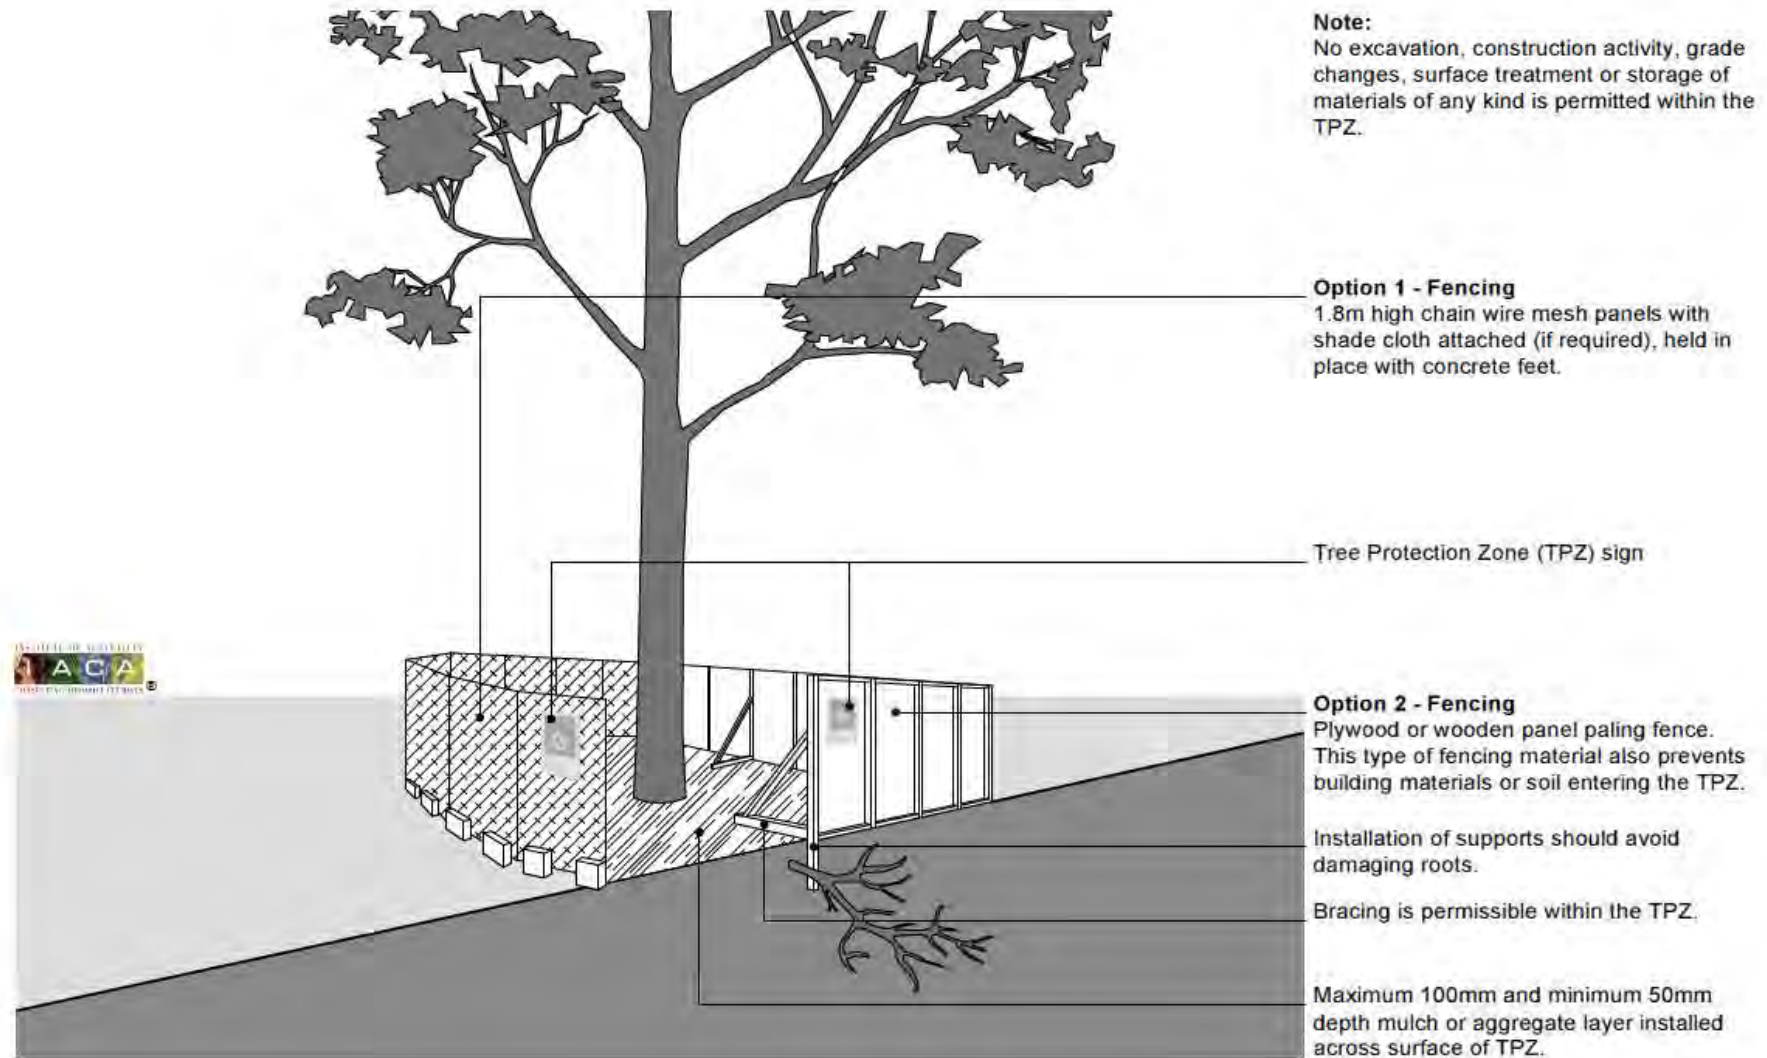 Note:
No excavation, construction activity, grade
changes, surface treatment or storage of
materials of any kind is permitted within the
TPZ.
Option 1 - Fencing
1.8m high chain wire mesh panels with
shade cloth attached (if required), held in
place with concrete feet.
Tree Protection Zone (TPZ) sign
ACA
®
Option 2 - Fencing
Plywood or wooden panel paling fence.
This type of fencing material also prevents
building materials or soil entering the TPZ.
Installation of supports should avoid
damaging roots.
Bracing is permissible within the TPZ.
Maximum 100mm and minimum 50mm
depth mulch or aggregate layer installed
across surface of TPZ.